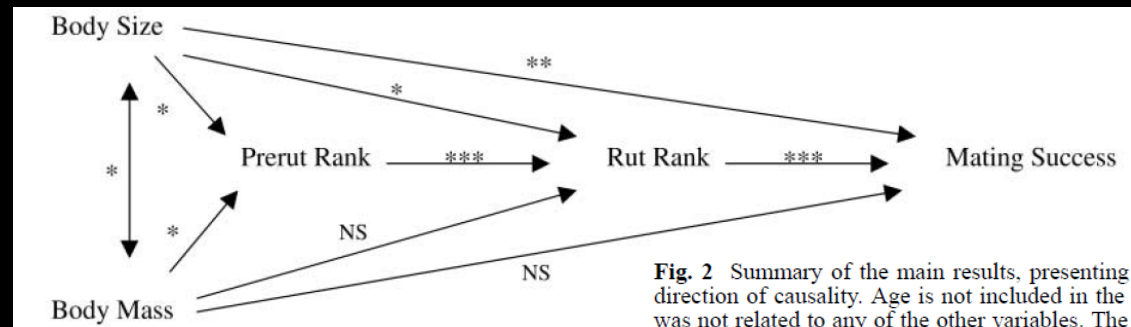 Body Size
**
*
*
Prerut Rank
***
Rut Rank
***
Mating Success
*
*
NS
NS
Body Mass
Fig. 2 Summary of the main results, presenting
direction of causality. Age is not included in the
was not related to any of the other variables. The